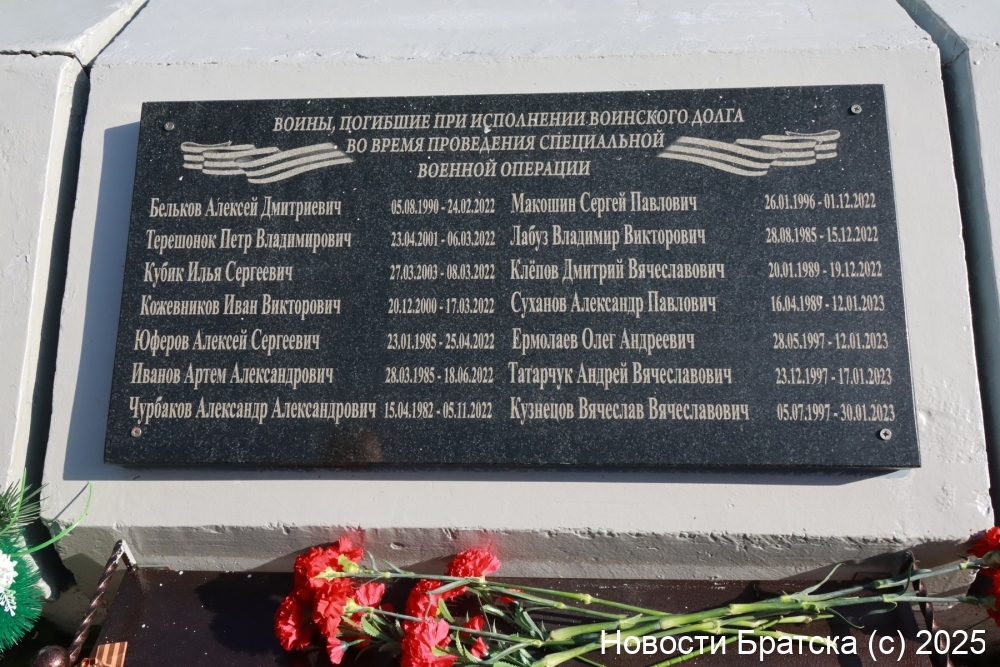 ВОИНЫ, ПОГИБШИЕ ПРИ ИСПОЛНЕНИИ ВОИНСКОГО ДОЛГА
ВО ВРЕМЯ ПРОВЕДЕНИЯ СПЕЦИАЛЬНОЙ
ВОЕННОЙ ОПЕРАЦИИ
Бельков Алексей Дмитриевич 05.08.1990 - 24.02.2022
Терешонок Петр Владимирович 23.04.2001 - 06.03.2022
Кубик Илья Сергеевич 27.03.2003 - 08.03.2022
Кожевников Иван Викторович 20.12.2000 - 17.03.2022
Юферов Алексей Сергеевич 23.01.1985 - 25.04.2022
Иванов Артем Александрович 28.03.1985 - 18.06.2022
Чурбаков Александр Александрович 15.04.1982 - 05.11.2022
Макошин Сергей Павлович 26.01.1996 - 01.12.2022
Лабуз Владимир Викторович 28.08.1985 - 15.12.2022
Клёпов Дмитрий Вячеславович 20.01.1989 - 19.12.2022
Суханов Александр Павлович 16.04.1989 - 12.01.2023
Ермолаев Олег Андреевич 28.05.1997 - 12.01.2023
Татарчук Андрей Вячеславович 23.12.1997 - 17.01.2023
Кузнецов Вячеслав Вячеславович 05.07.1997 - 30.01.2023
Новости Братска (c) 2025